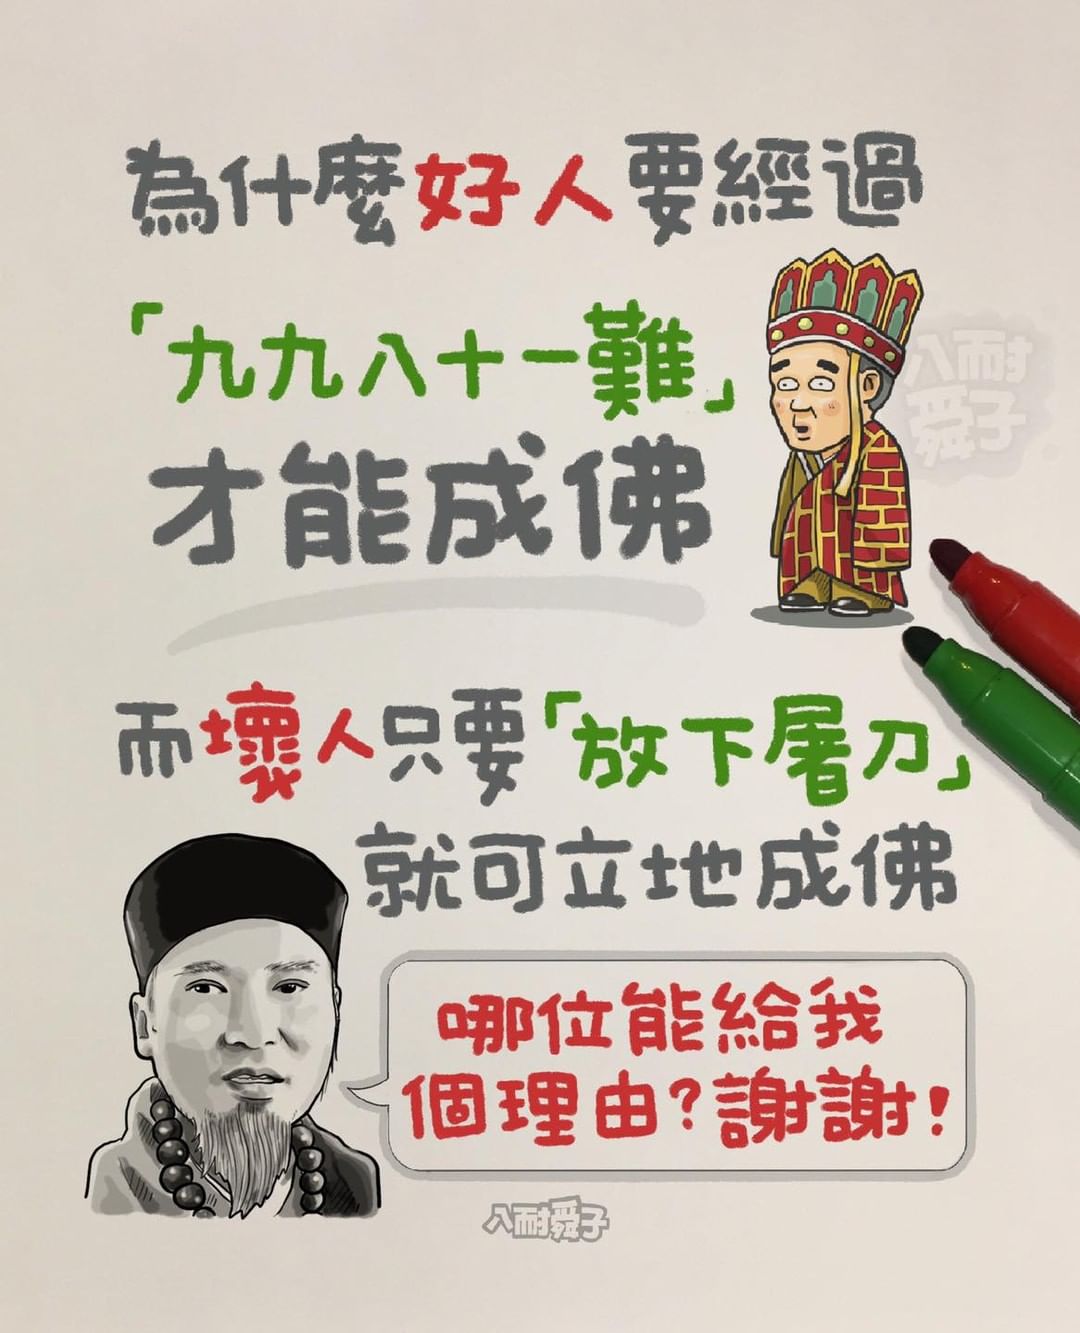 為什麼好人要經過
「九九八十一難」
才能成佛
八耐
舜子
而壞人只要「放下屠刀」
就可立地成佛
哪位能給我
個理由?謝謝!
八耐舜子